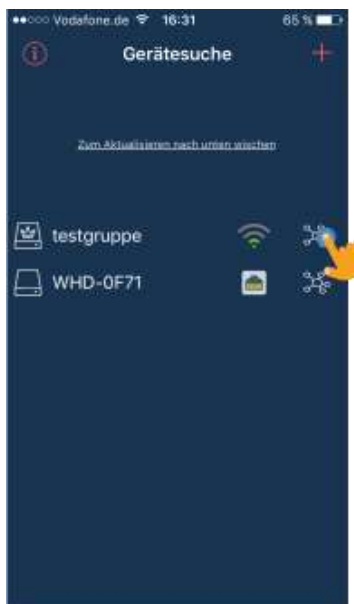 Vodafone.de 16:31 65 %
Gerätesuche
Zum Aktualisieren nach unten wischen
testgruppe
WHD-0F71